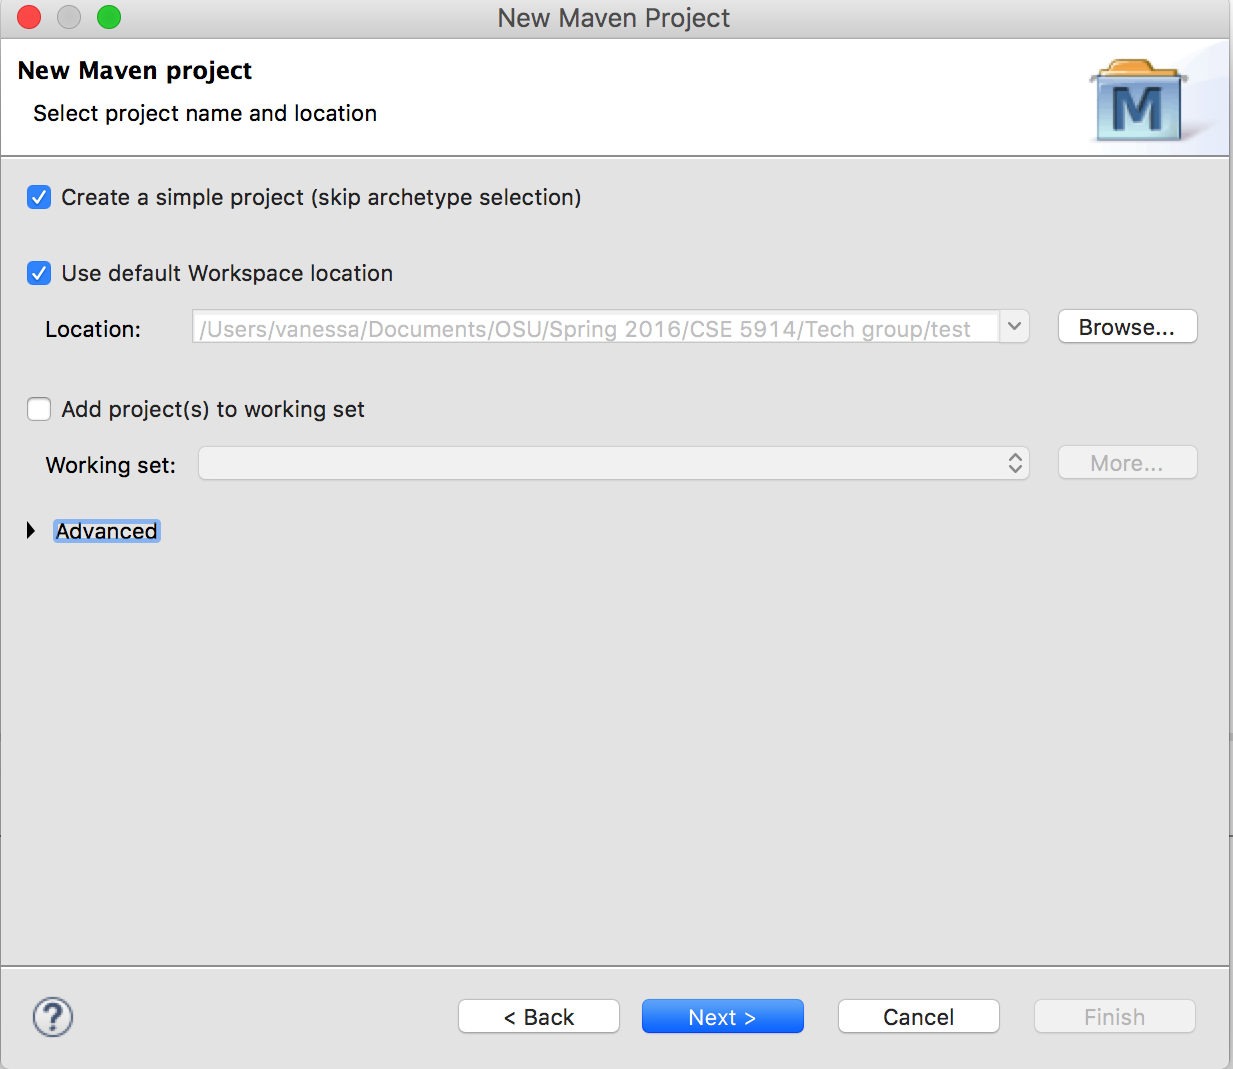 New Maven Project
New Maven project
M
Select project name and location
Create a simple project (skip archetype selection)
Use default Workspace location
Location: /Users/vanessa/Documents/OSU/Spring 2016/CSE 5914/Tech group/test Browse...
Add project(s) to working set
Working set: More...
Advanced
? < Back Next > Cancel Finish